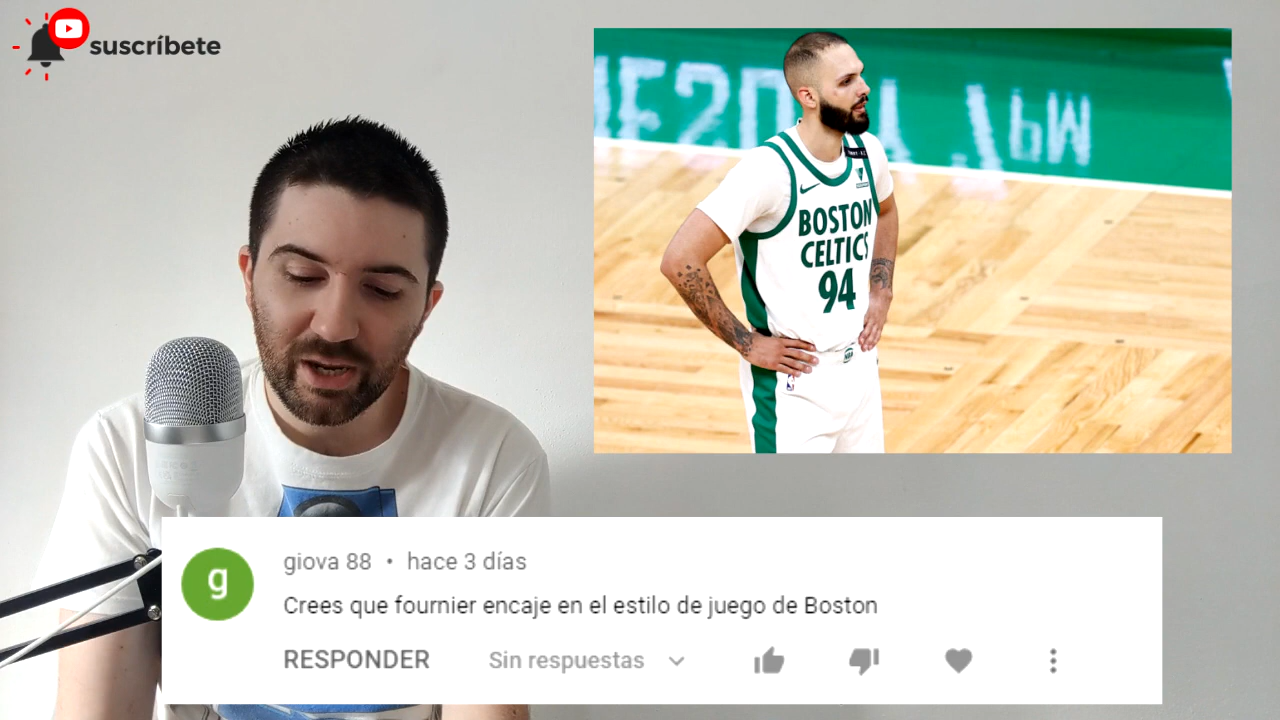 suscríbete
BOSTON
CELTICS
94
g
giova 88 • hace 3 días
Crees que fournier encaje en el estilo de juego de Boston
RESPONDER Sin respuestas